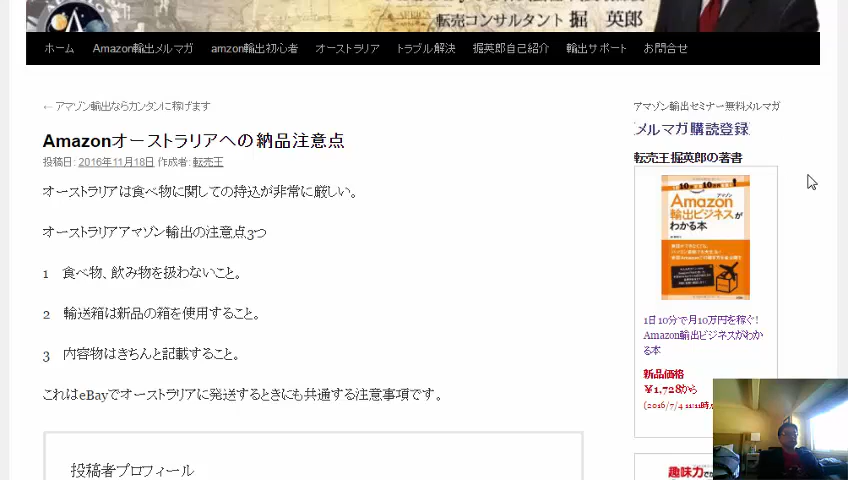 転売コンサルタント 掘 英郎
ホーム Amazon輸出メルマガ amzon輸出初心者 オーストラリア トラブル解決 掘英郎自己紹介 輸出サポート お問合せ
← アマゾン輸出ならカンタンに稼げます
Amazonオーストラリアへの納品注意点
投稿日: 2016年11月18日 作成者: 転売王
オーストラリアは食べ物に関しての持込が非常に厳しい。
オーストラリアアマゾン輸出の注意点3つ
1 食べ物、飲み物を扱わないこと。
2 輸送箱は新品の箱を使用すること。
3 内容物はきちんと記載すること。
これはeBayでオーストラリアに発送するときにも共通する注意事項です。
投稿者プロフィール
アマゾン輸出セミナー無料メルマガ
メルマガ購読登録
転売王掘英郎の著書
アマゾン
Amazon
輸出ビジネスが
わかる本
1日10分で月10万円を稼ぐ!
Amazon輸出ビジネスがわか
る本
新品価格
￥1,728から
(2016/7/4 11:11時点
趣味力で